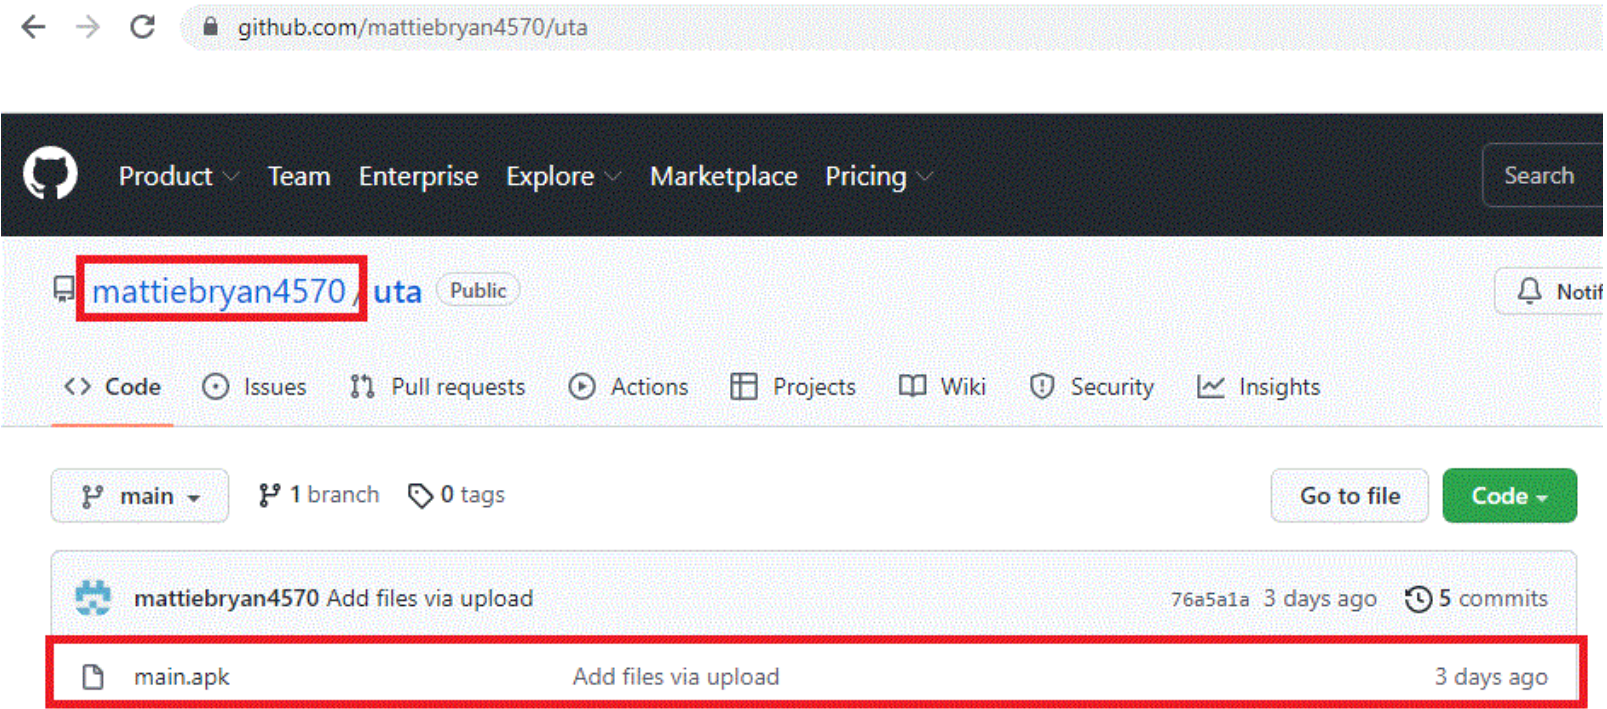 github.com/mattiebryan4570/uta
Product Team Enterprise Explore Marketplace Pricing Search
mattiebryan4570 / uta Public Notif
Code Issues Pull requests Actions Projects Wiki Security Insights
main 1 branch 0 tags Go to file Code
mattiebryan4570 Add files via upload 76a5a1a 3 days ago 5 commits
main.apk Add files via upload 3 days ago